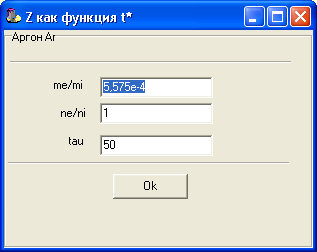 Z как функция t*
Аргон Ar
me/mi
5,575e-4
ne/ni
1
tau
50
Ok